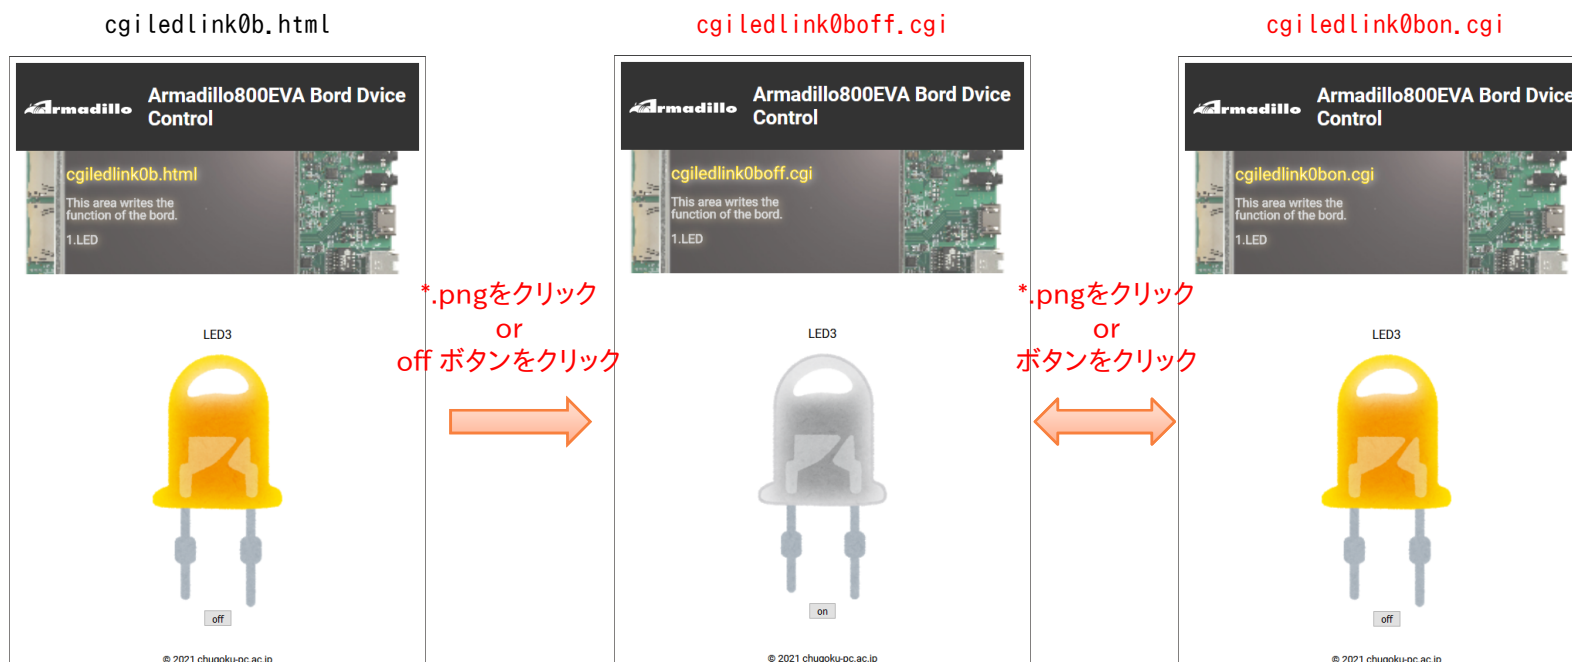 cgiledlink0b.html
cgiledlink0boff.cgi
cgiledlink0bon.cgi
Armadillo
Armadillo800EVA Bord Dvice
Control
cgiledlink0b.html
This area writes the
function of the bord.
1.LED
LED3
off
© 2021 chugoku-pc.ac.jp
*.pngをクリック
or
off ボタンをクリック
Armadillo
Armadillo800EVA Bord Dvice
Control
cgiledlink0boff.cgi
This area writes the
function of the bord.
1.LED
LED3
on
© 2021 chugoku-pc.ac.jp
*.pngをクリック
or
ボタンをクリック
Armadillo
Armadillo800EVA Bord Dvice
Control
cgiledlink0bon.cgi
This area writes the
function of the bord.
1.LED
LED3
off
© 2021 chugoku-pc.ac.jp